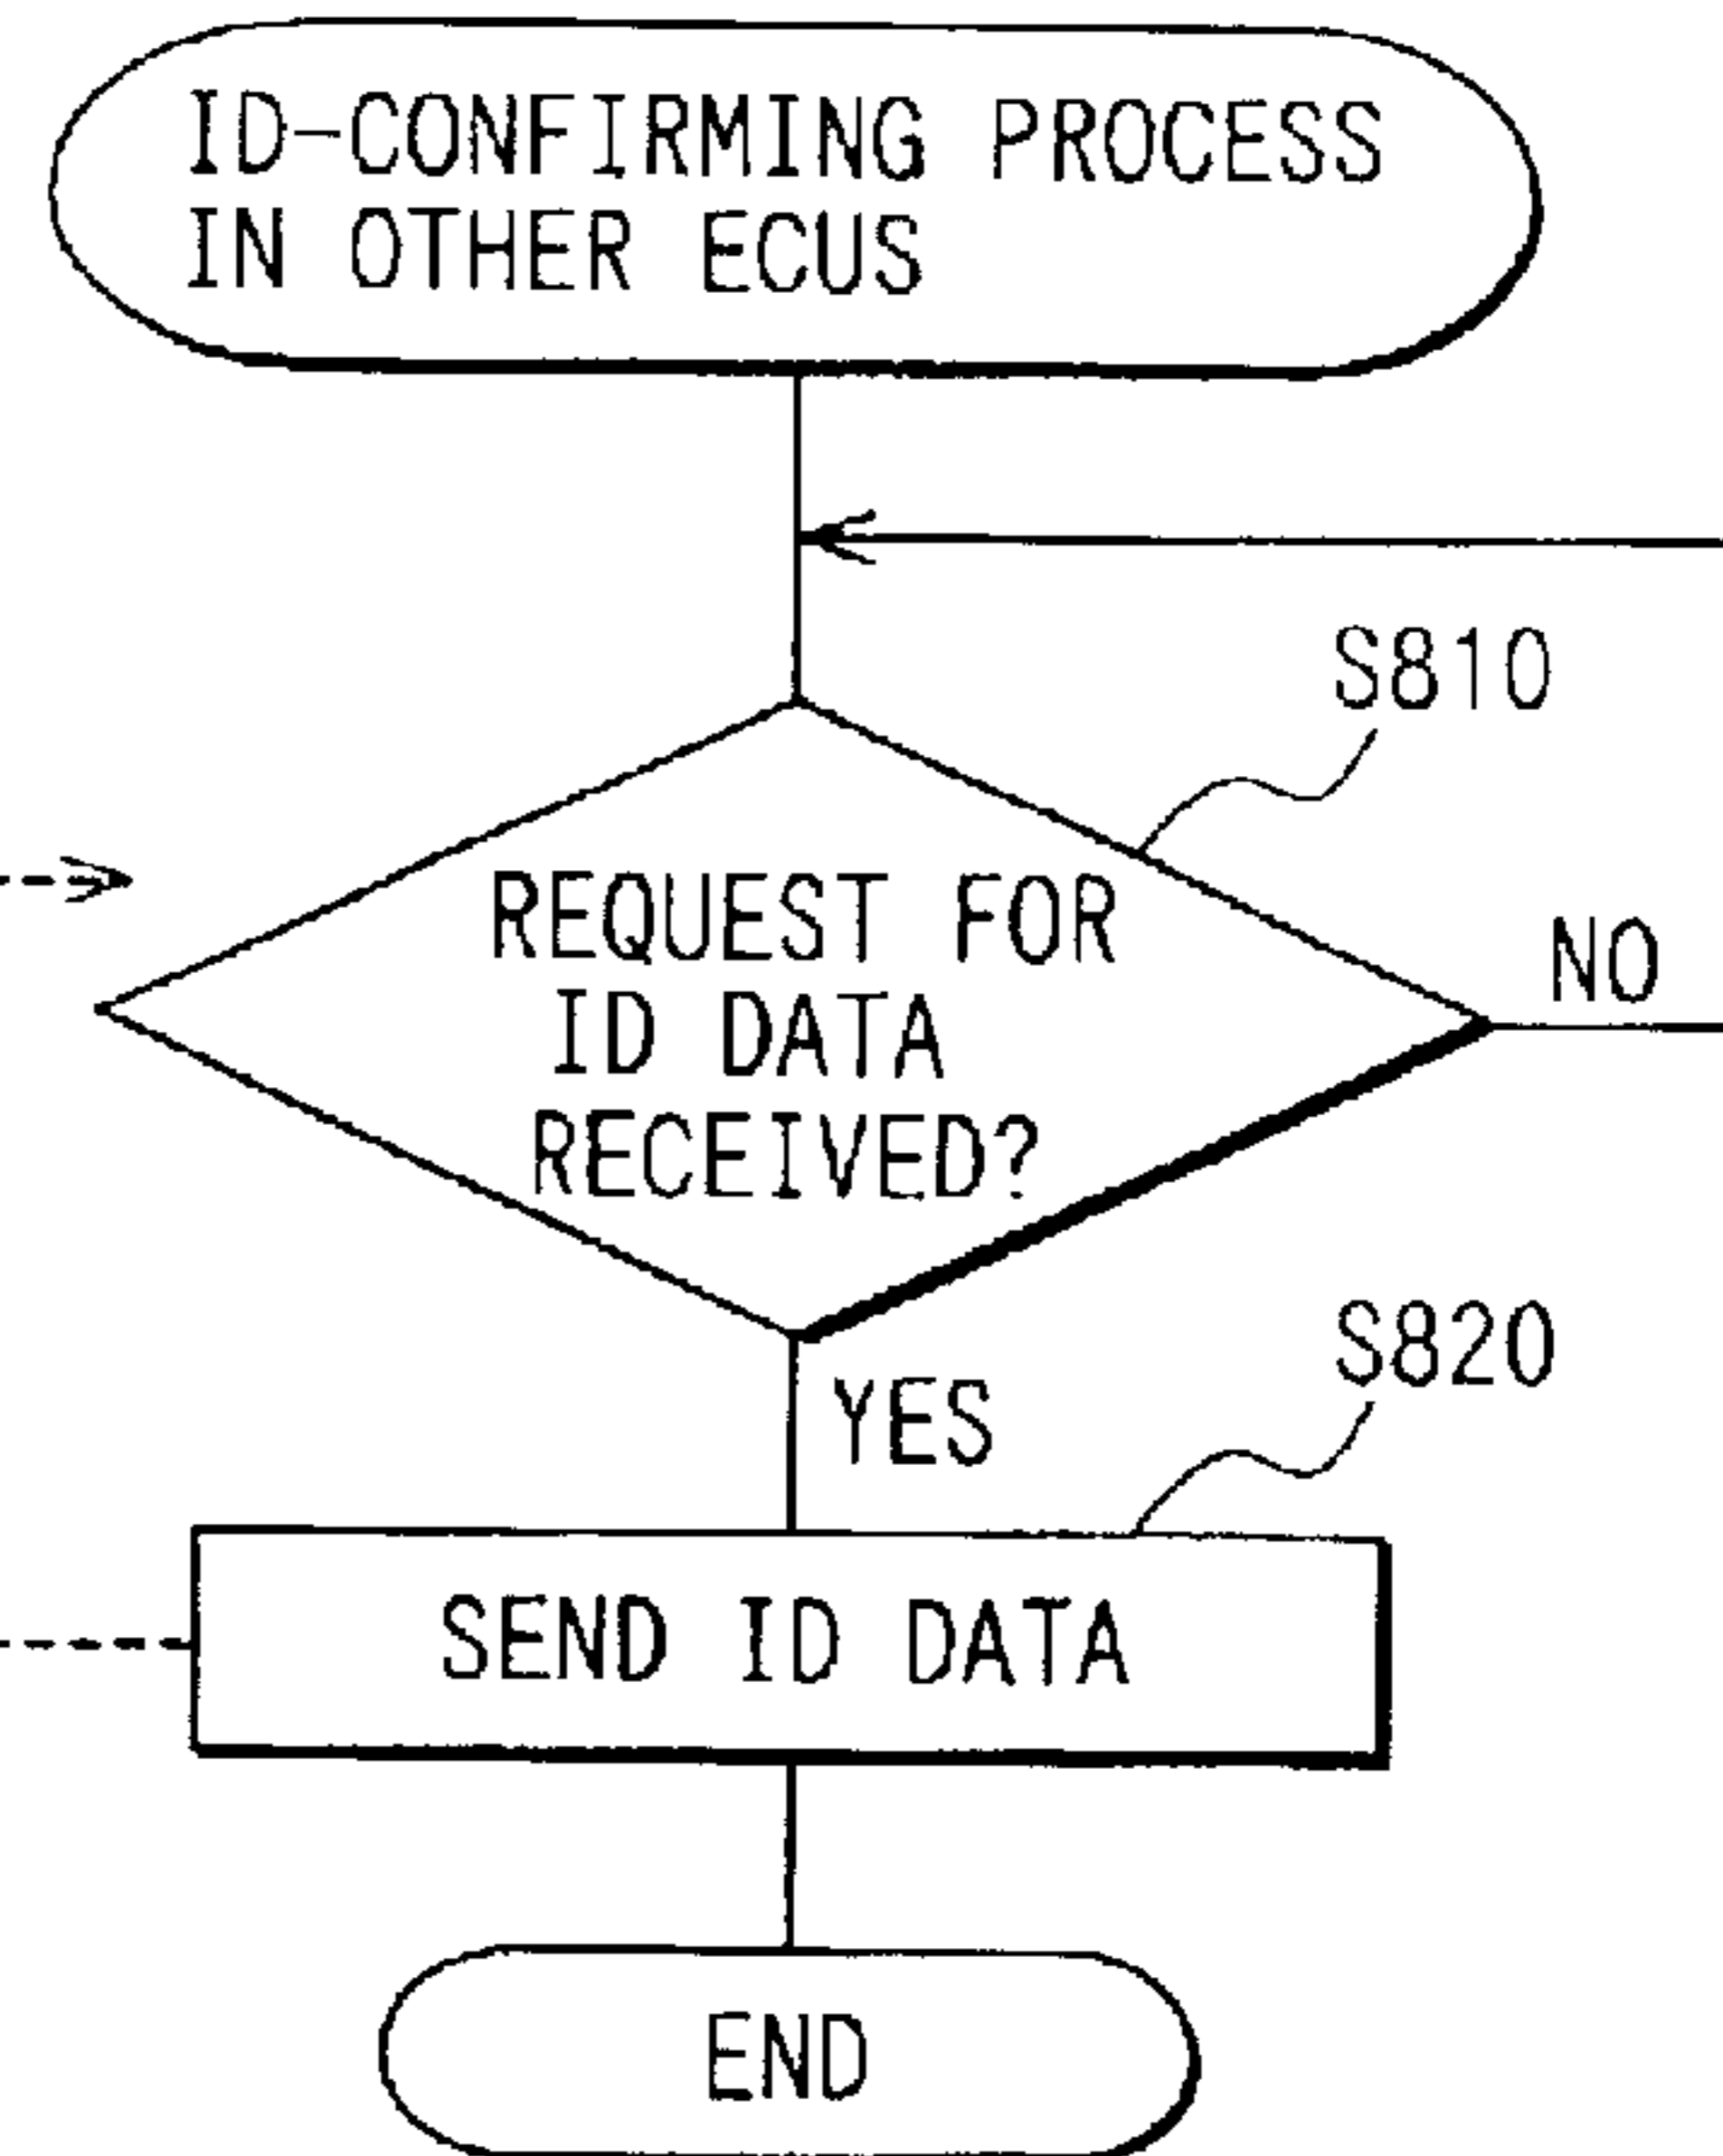 ID-CONFIRMING PROCESS
IN OTHER ECUS
S810
REQUEST FOR
ID DATA
RECEIVED?
NO
YES
S820
SEND ID DATA
END